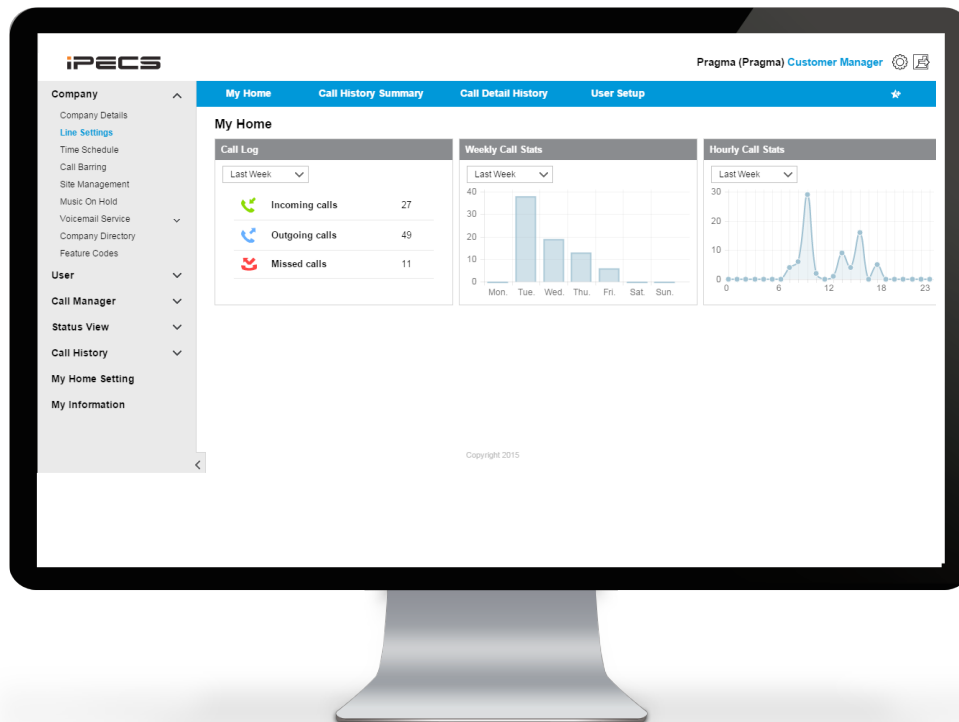 iPECS
Pragma (Pragma) Customer Manager
Company
Company Details
Line Settings
Time Schedule
Call Barring
Site Management
Music On Hold
Voicemail Service
Company Directory
Feature Codes
User
Call Manager
Status View
Call History
My Home Setting
My Information
My Home Call History Summary Call Detail History User Setup
My Home
Call Log
Last Week
Incoming calls 27
Outgoing calls 49
Missed calls 11
Weekly Call Stats
Last Week
40
30
20
10
0
Mon. Tue. Wed. Thu. Fri. Sat. Sun.
Hourly Call Stats
Last Week
30
20
10
0
0 6 12 18 23
Copyright 2015